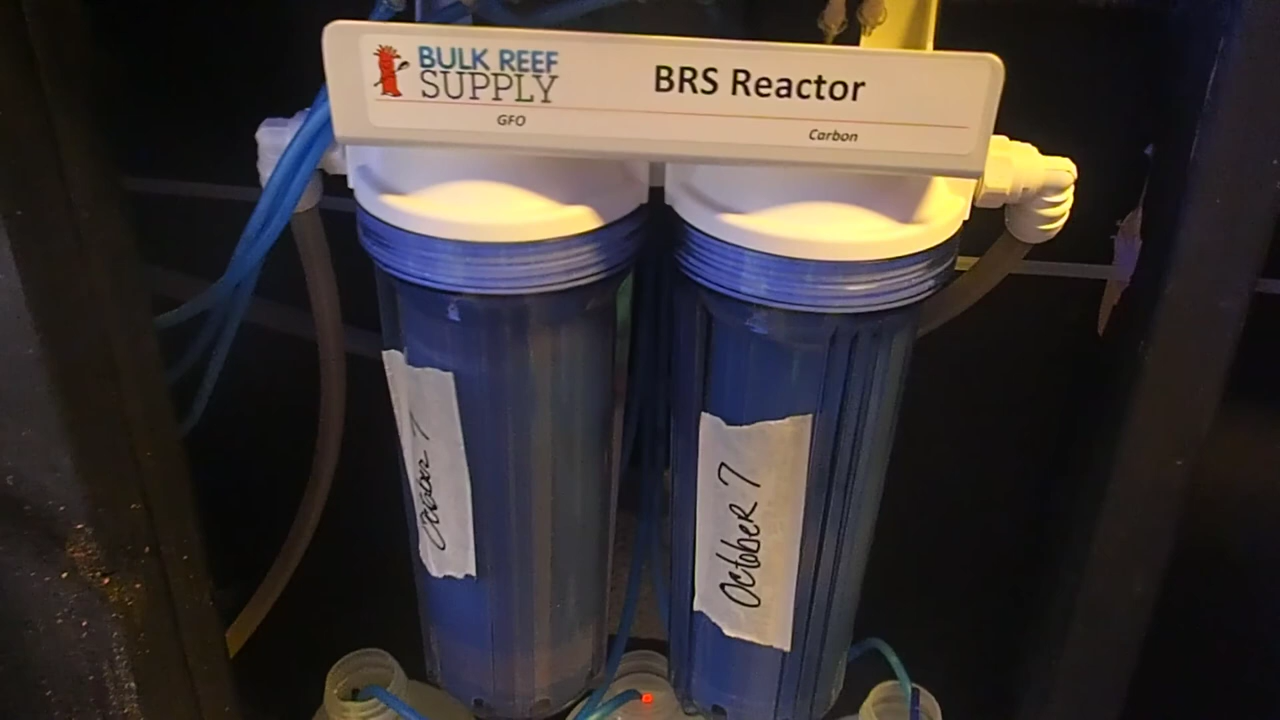 BULK REEF
SUPPLY
BRS Reactor
GFO
Carbon
October 7
October 7